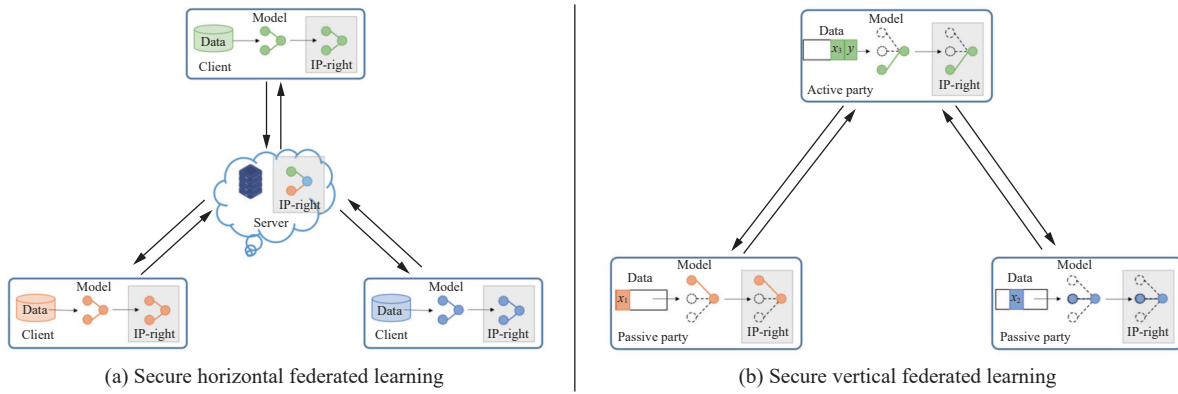 Model
Data
Client
IP-right
IP-right
Server
Model
Data
Client
IP-right
Model
Data
Client
IP-right
(a) Secure horizontal federated learning
Model
Data
x₃ y
IP-right
Active party
Model
Data
x₁
IP-right
Passive party
Model
Data
x₂
IP-right
Passive party
(b) Secure vertical federated learning